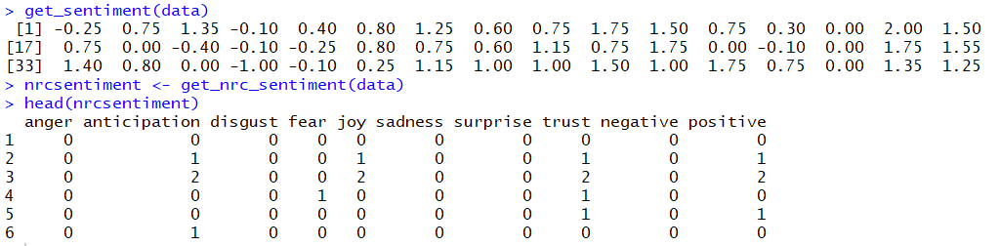 > get_sentiment(data)
 [1] -0.25  0.75  1.35 -0.10  0.40  0.80  1.25  0.60  0.75  1.75  1.50  0.75  0.30  0.00  2.00  1.50
[17]  0.75  0.00 -0.40 -0.10 -0.25  0.80  0.75  0.60  1.15  0.75  1.75  0.00 -0.10  0.00  1.75  1.55
[33]  1.40  0.80  0.00 -1.00 -0.10  0.25  1.15  1.00  1.00  1.50  1.00  1.75  0.75  0.00  1.35  1.25
> nrcsentiment <- get_nrc_sentiment(data)
> head(nrcsentiment)
  anger anticipation disgust fear joy sadness surprise trust negative positive
1     0            0       0    0   0       0        0     0        0        0
2     0            1       0    0   1       0        0     1        0        1
3     0            2       0    0   2       0        0     2        0        2
4     0            0       0    1   0       0        0     1        0        0
5     0            0       0    0   0       0        0     1        0        1
6     0            1       0    0   0       0        0     0        0        0